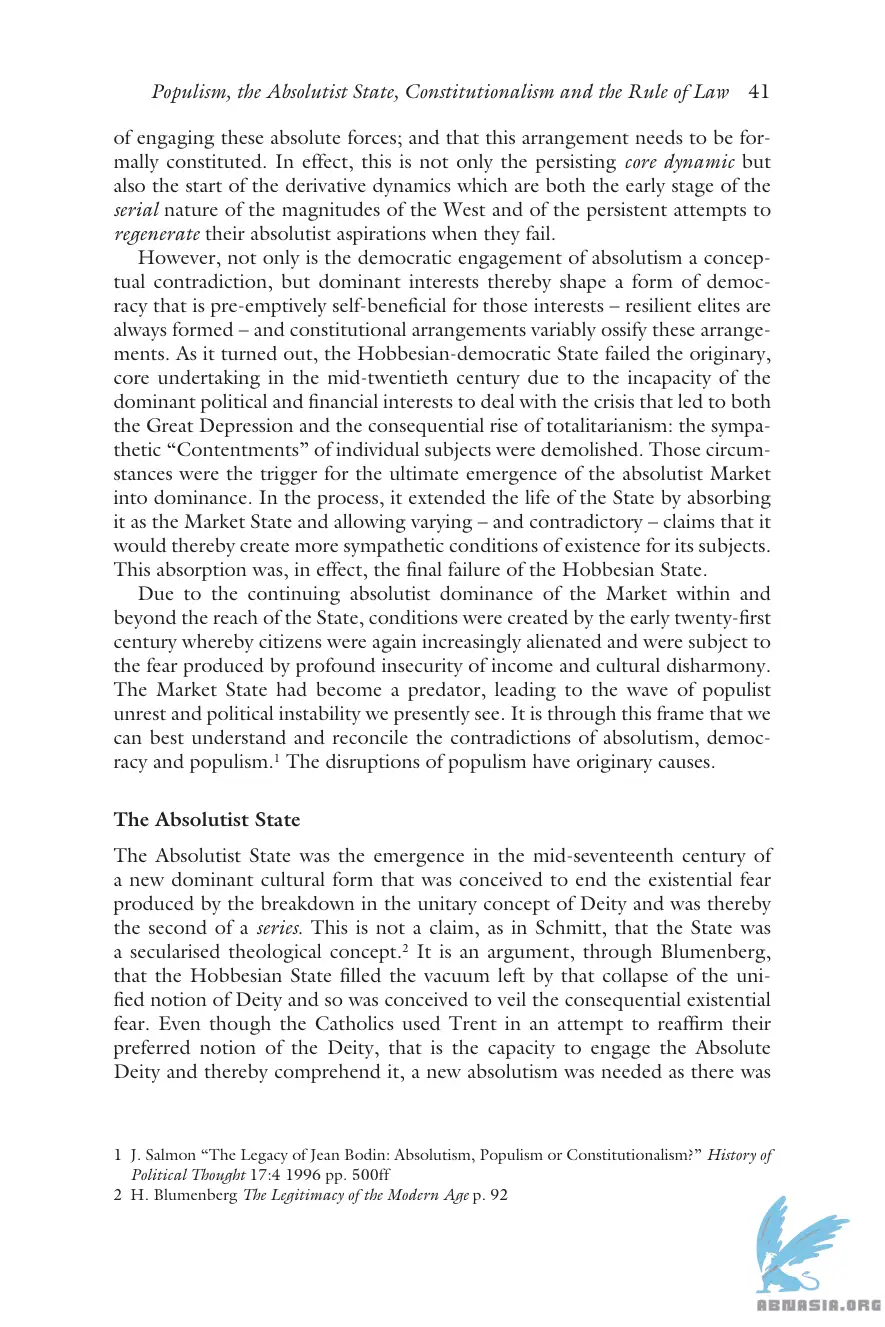 Populism, the Absolutist State, Constitutionalism and the Rule of Law 41
of engaging these absolute forces; and that this arrangement needs to be for-
mally constituted. In effect, this is not only the persisting core dynamic but
also the start of the derivative dynamics which are both the early stage of the
serial nature of the magnitudes of the West and of the persistent attempts to
regenerate their absolutist aspirations when they fail.
However, not only is the democratic engagement of absolutism a concep-
tual contradiction, but dominant interests thereby shape a form of democ-
racy that is pre-emptively self-beneficial for those interests – resilient elites are
always formed – and constitutional arrangements variably ossify these arrange-
ments. As it turned out, the Hobbesian-democratic State failed the originary,
core undertaking in the mid-twentieth century due to the incapacity of the
dominant political and financial interests to deal with the crisis that led to both
the Great Depression and the consequential rise of totalitarianism: the sympa-
thetic “Contentments” of individual subjects were demolished. Those circum-
stances were the trigger for the ultimate emergence of the absolutist Market
into dominance. In the process, it extended the life of the State by absorbing
it as the Market State and allowing varying – and contradictory – claims that it
would thereby create more sympathetic conditions of existence for its subjects.
This absorption was, in effect, the final failure of the Hobbesian State.
Due to the continuing absolutist dominance of the Market within and
beyond the reach of the State, conditions were created by the early twenty-first
century whereby citizens were again increasingly alienated and were subject to
the fear produced by profound insecurity of income and cultural disharmony.
The Market State had become a predator, leading to the wave of populist
unrest and political instability we presently see. It is through this frame that we
can best understand and reconcile the contradictions of absolutism, democ-
racy and populism.¹ The disruptions of populism have originary causes.
The Absolutist State
The Absolutist State was the emergence in the mid-seventeenth century of
a new dominant cultural form that was conceived to end the existential fear
produced by the breakdown in the unitary concept of Deity and was thereby
the second of a series. This is not a claim, as in Schmitt, that the State was
a secularised theological concept.² It is an argument, through Blumenberg,
that the Hobbesian State filled the vacuum left by that collapse of the uni-
fied notion of Deity and so was conceived to veil the consequential existential
fear. Even though the Catholics used Trent in an attempt to reaffirm their
preferred notion of the Deity, that is the capacity to engage the Absolute
Deity and thereby comprehend it, a new absolutism was needed as there was
1 J. Salmon “The Legacy of Jean Bodin: Absolutism, Populism or Constitutionalism?” History of
Political Thought 17:4 1996 pp. 500ff
2 H. Blumenberg The Legitimacy of the Modern Age p. 92
ABNASIA.ORG